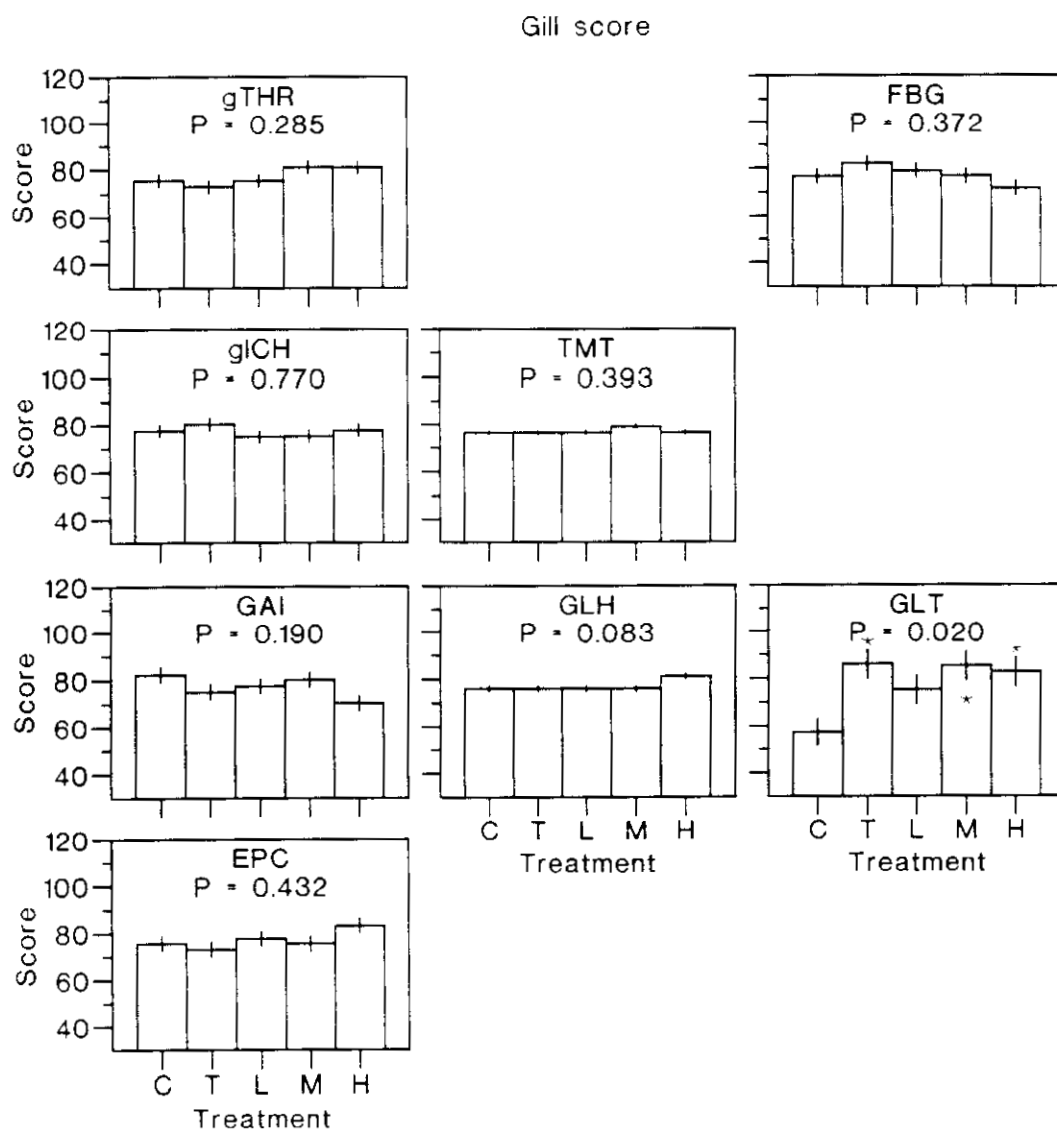 Gill score
120
100
80
60
40
Score
gTHR
P = 0.285
FBG
P = 0.372
120
100
80
60
40
Score
gICH
P = 0.770
TMT
P = 0.393
120
100
80
60
40
Score
GAI
P = 0.190
GLH
P = 0.083
C T L M H
Treatment
GLT
P = 0.020
* * *
C T L M H
Treatment
120
100
80
60
40
Score
EPC
P = 0.432
C T L M H
Treatment